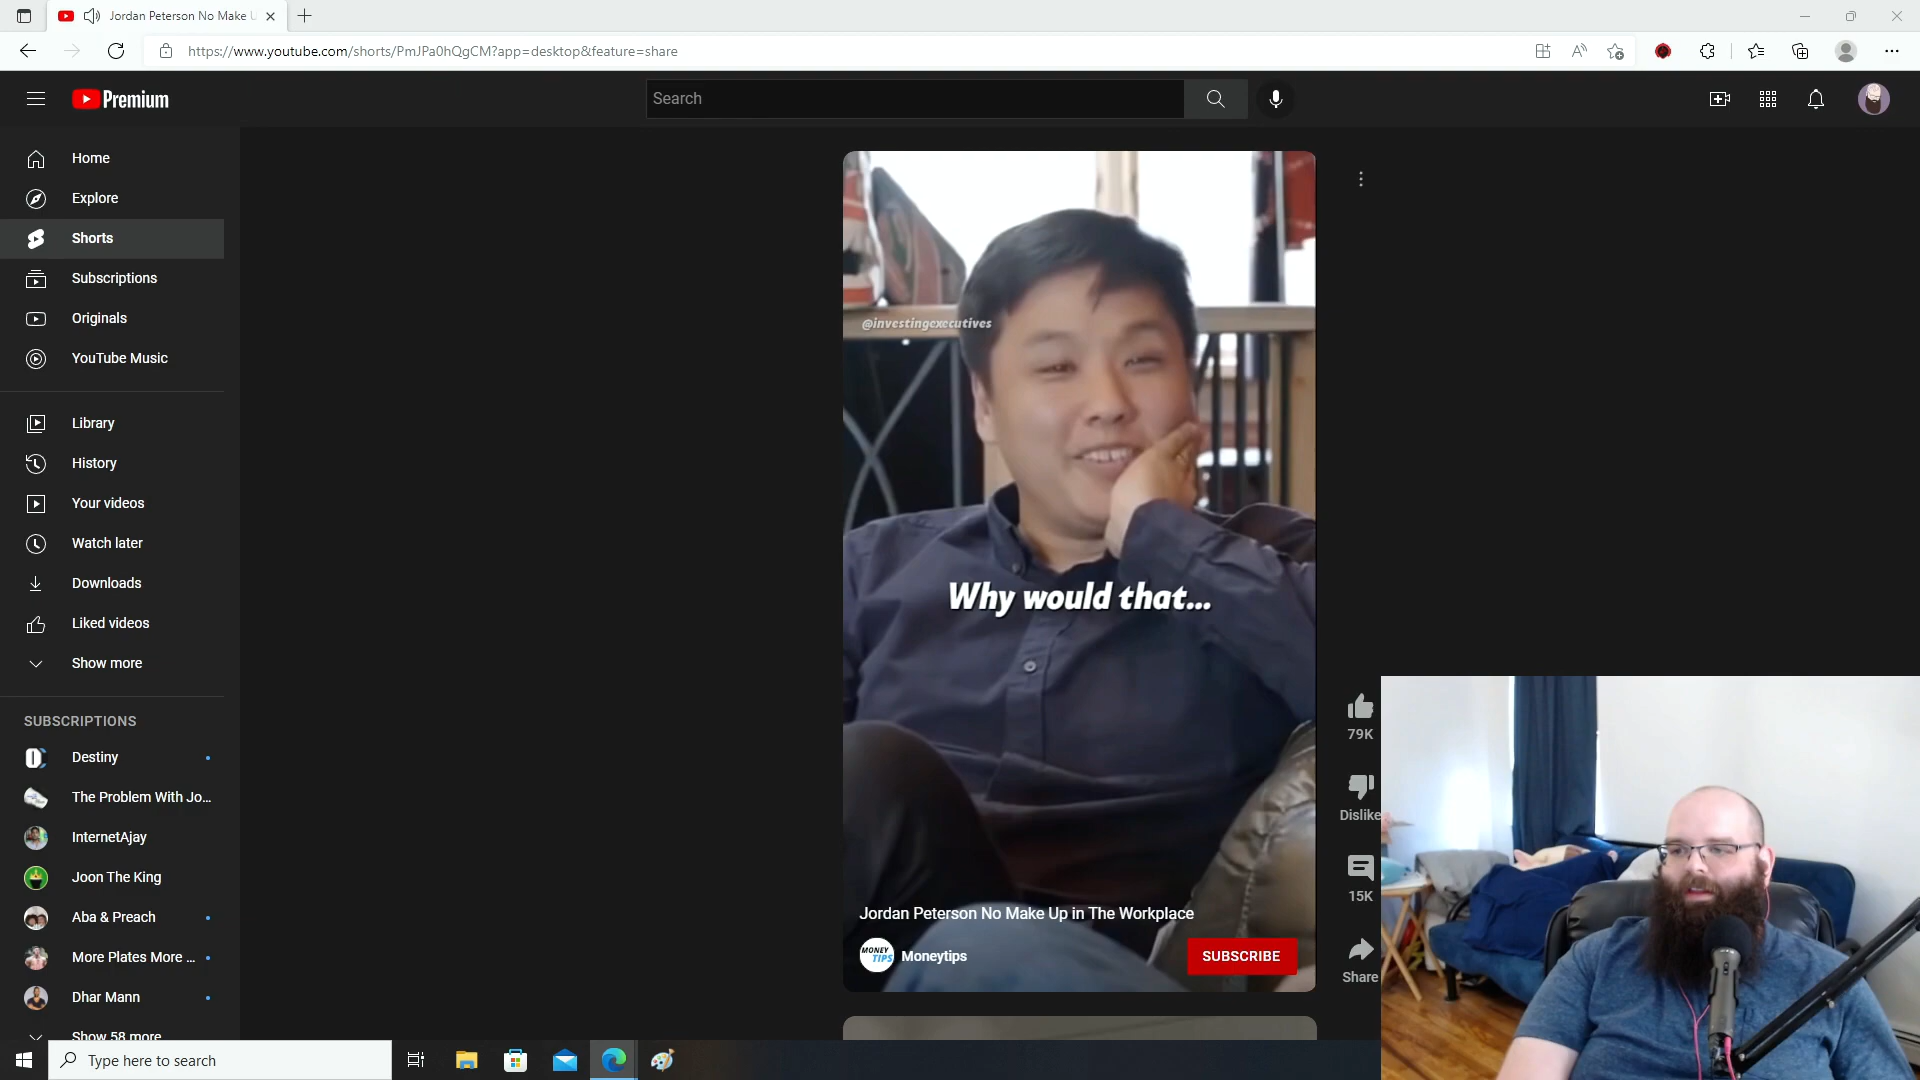 Jordan Peterson No Make U
https://www.youtube.com/shorts/PmJPa0hQgCM?app=desktop&feature=share
Premium
Search
Home
Explore
Shorts
Subscriptions
Originals
YouTube Music
Library
History
Your videos
Watch later
Downloads
Liked videos
Show more
SUBSCRIPTIONS
Destiny
The Problem With Jo...
InternetAjay
Joon The King
Aba & Preach
More Plates More ...
Dhar Mann
Show 58 more
@investingexecutives
Why would that...
Jordan Peterson No Make Up in The Workplace
MONEY
TIPS
Moneytips
SUBSCRIBE
79K
Dislike
15K
Share
Type here to search